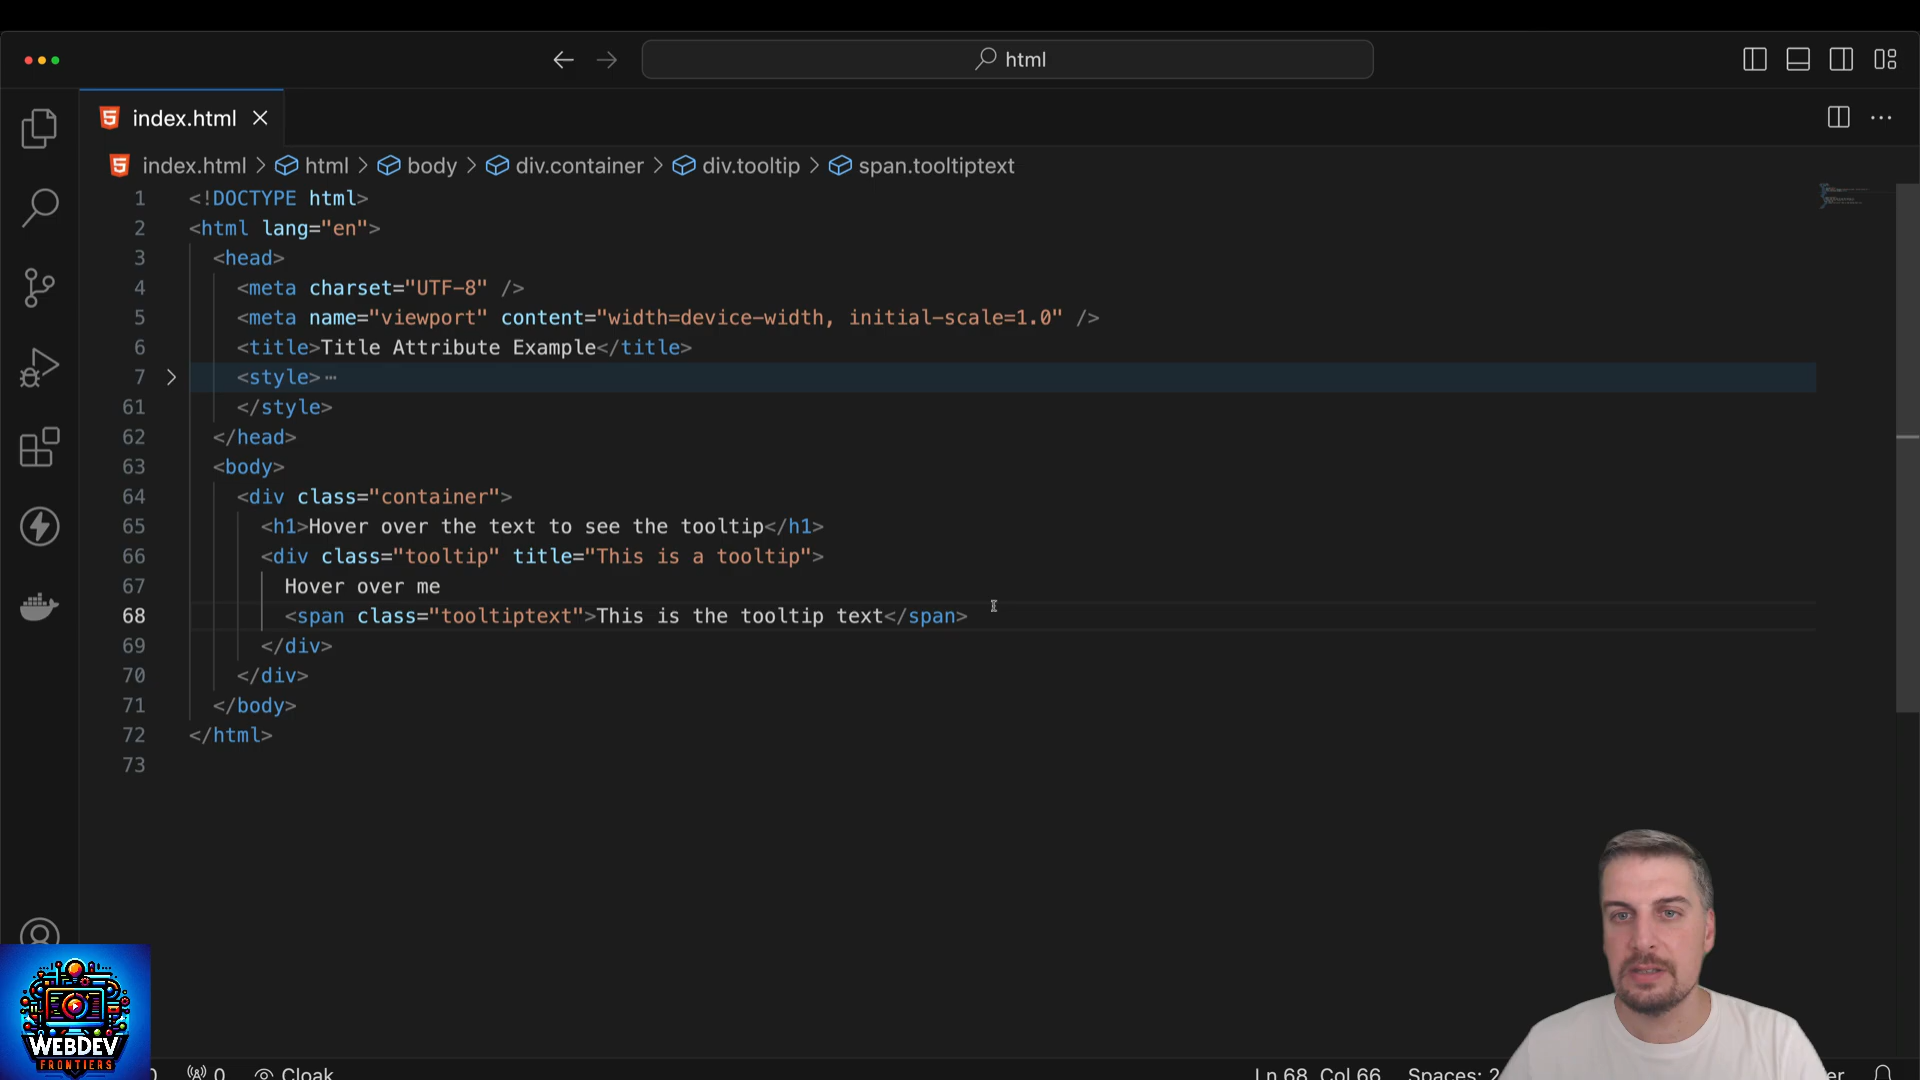 html
index.html
index.html > html > body > div.container > div.tooltip > span.tooltiptext
1 <!DOCTYPE html>
2 <html lang="en">
3 <head>
4 <meta charset="UTF-8" />
5 <meta name="viewport" content="width=device-width, initial-scale=1.0" />
6 <title>Title Attribute Example</title>
7 <style>…
61 </style>
62 </head>
63 <body>
64 <div class="container">
65 <h1>Hover over the text to see the tooltip</h1>
66 <div class="tooltip" title="This is a tooltip">
67 Hover over me
68 <span class="tooltiptext">This is the tooltip text</span>
69 </div>
70 </div>
71 </body>
72 </html>
73
WEBDEV
FRONTIERS
0 Cloak Ln 68, Col 66 Spaces: 2